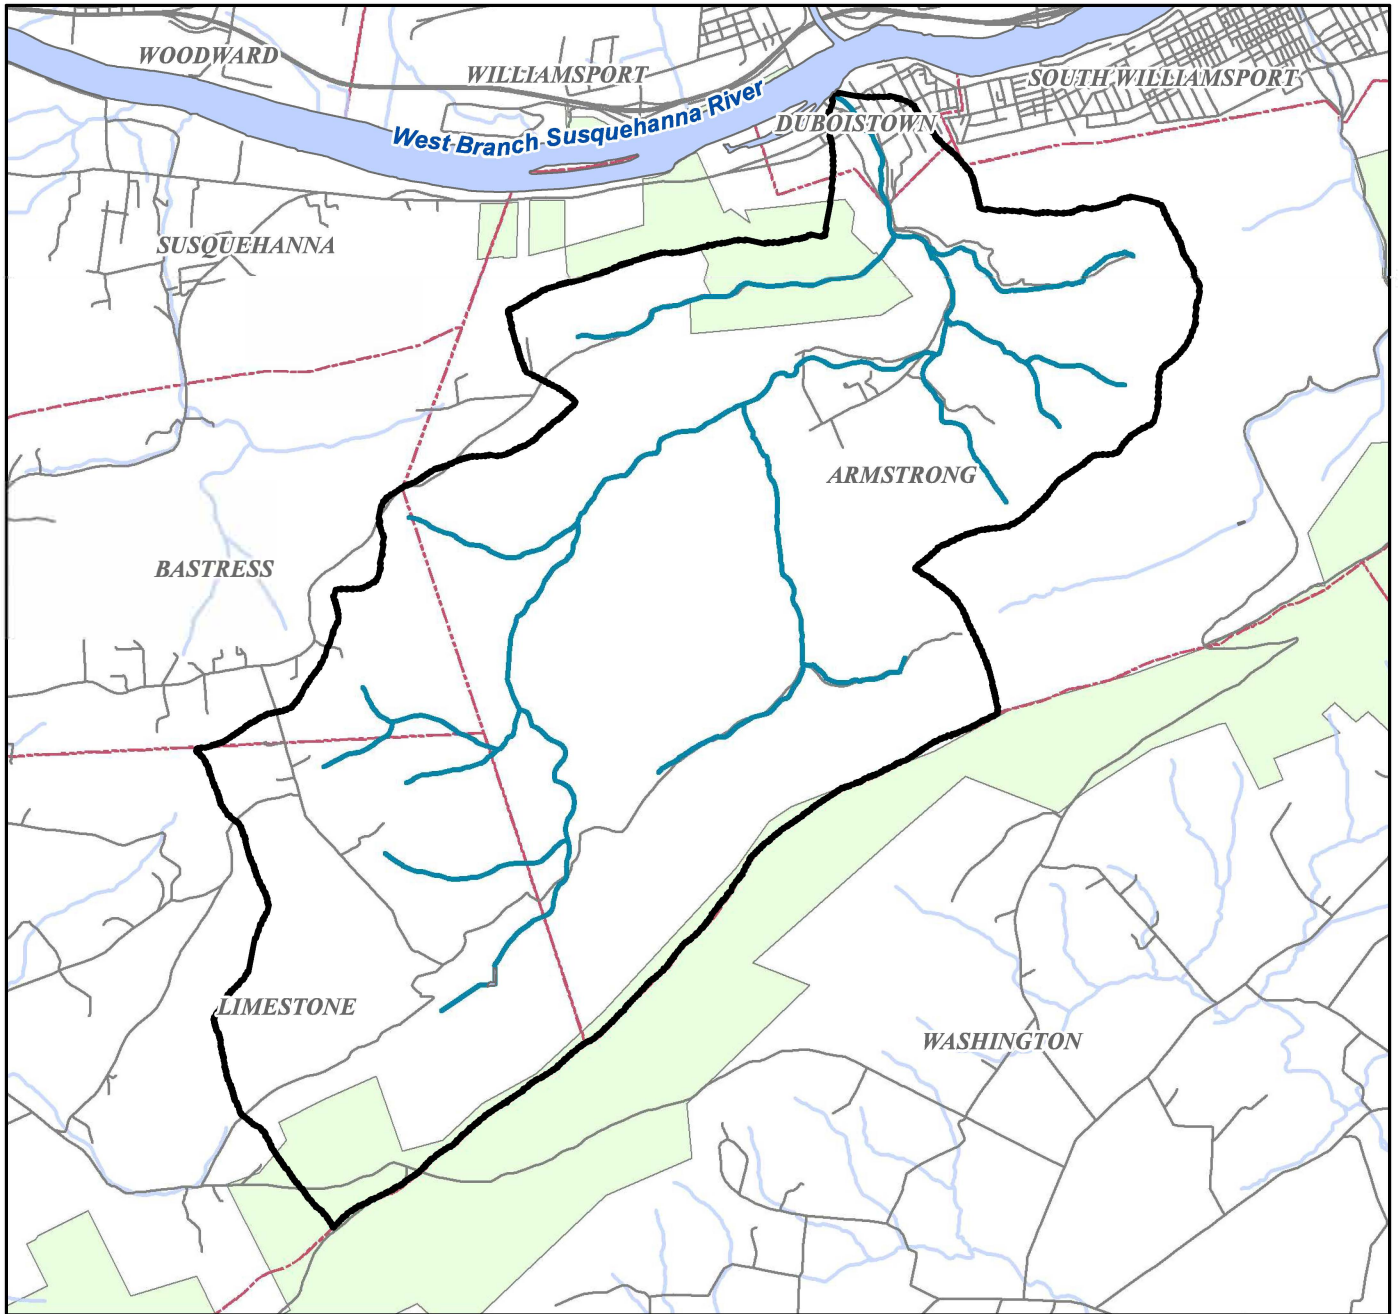 WOODWARD
WILLIAMSPORT
SOUTH WILLIAMSPORT
West Branch Susquehanna River
DUBOISTOWN
SUSQUEHANNA
ARMSTRONG
BASTRESS
LIMESTONE
WASHINGTON